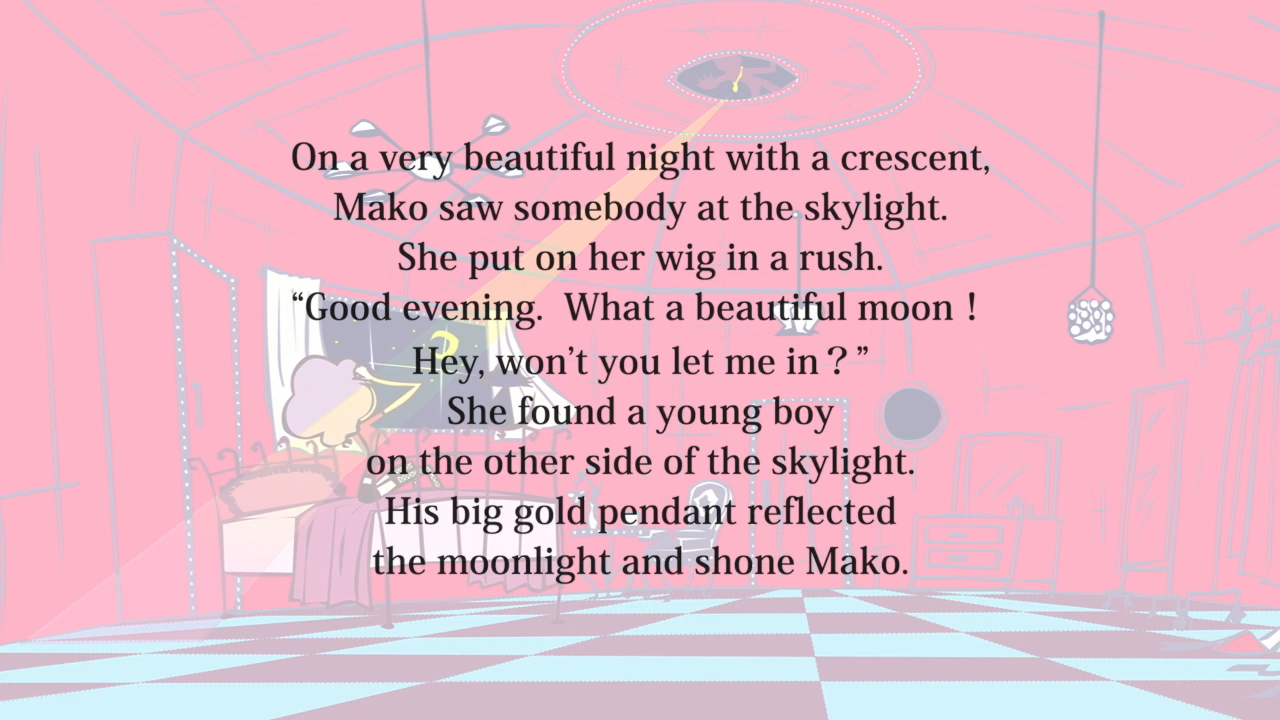 On a very beautiful night with a crescent,
Mako saw somebody at the skylight.
She put on her wig in a rush.
“Good evening.  What a beautiful moon !
Hey, won’t you let me in ? ”
She found a young boy
on the other side of the skylight.
His big gold pendant reflected
the moonlight and shone Mako.